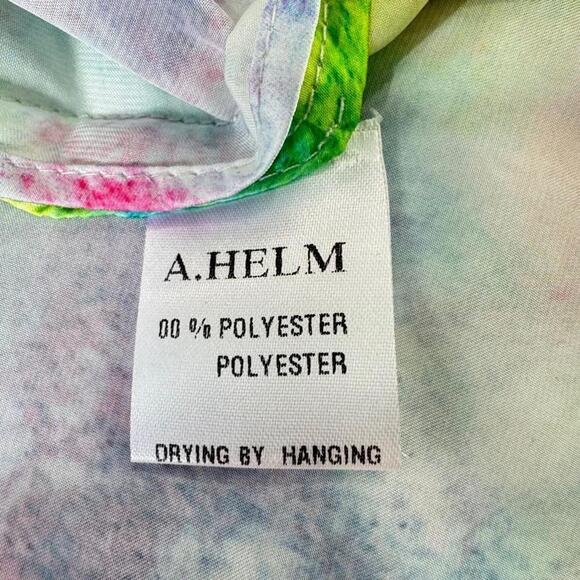 A.HELM
00 % POLYESTER
POLYESTER
DRYING BY HANGING